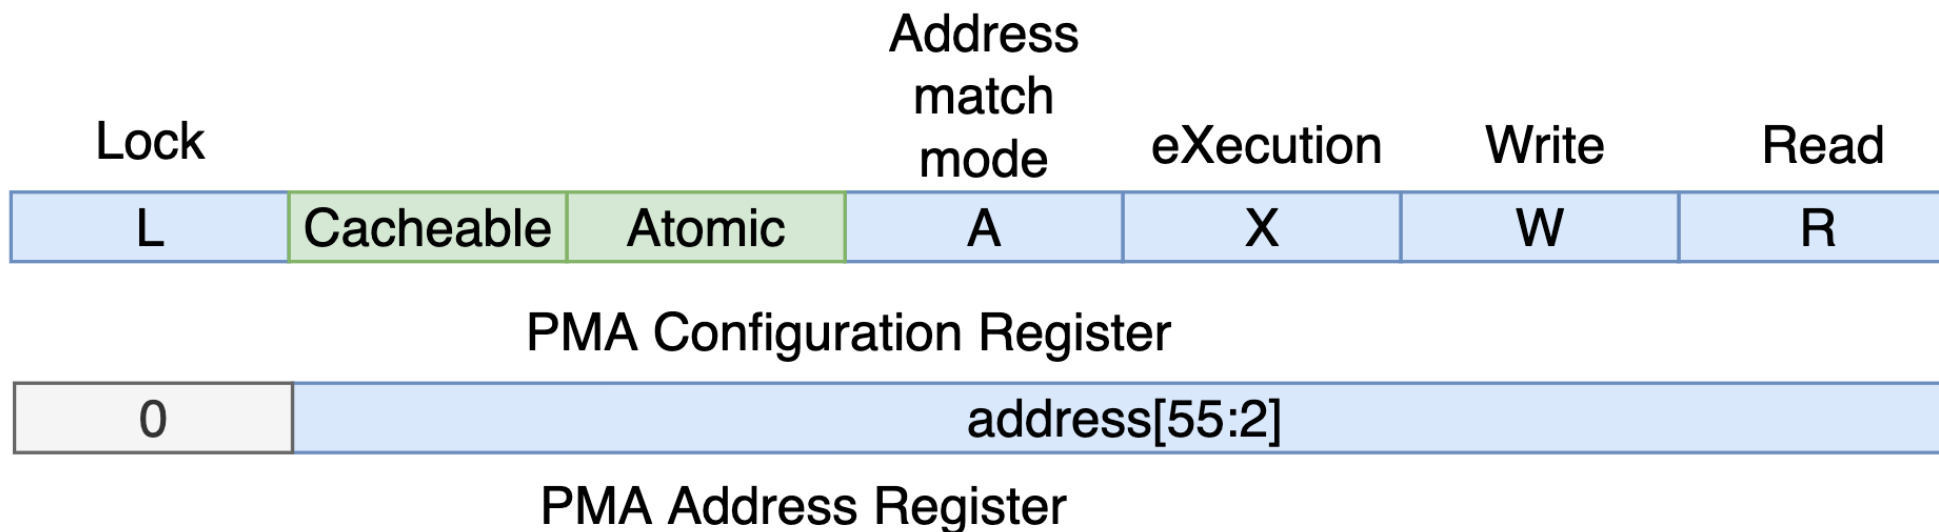 Lock
Address
match
mode
eXecution
Write
Read
L
Cacheable
Atomic
A
X
W
R
PMA Configuration Register
0
address[55:2]
PMA Address Register